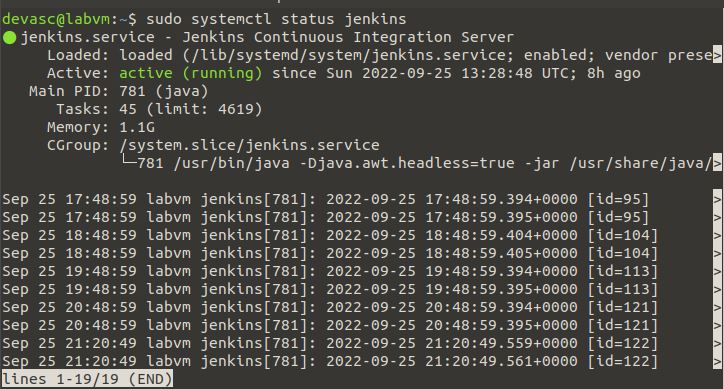 devasc@labvm:~$ sudo systemctl status jenkins
● jenkins.service - Jenkins Continuous Integration Server
     Loaded: loaded (/lib/systemd/system/jenkins.service; enabled; vendor prese>
     Active: active (running) since Sun 2022-09-25 13:28:48 UTC; 8h ago
   Main PID: 781 (java)
      Tasks: 45 (limit: 4619)
     Memory: 1.1G
     CGroup: /system.slice/jenkins.service
             └─781 /usr/bin/java -Djava.awt.headless=true -jar /usr/share/java/>
Sep 25 17:48:59 labvm jenkins[781]: 2022-09-25 17:48:59.394+0000 [id=95]       >
Sep 25 17:48:59 labvm jenkins[781]: 2022-09-25 17:48:59.395+0000 [id=95]       >
Sep 25 18:48:59 labvm jenkins[781]: 2022-09-25 18:48:59.404+0000 [id=104]      >
Sep 25 18:48:59 labvm jenkins[781]: 2022-09-25 18:48:59.405+0000 [id=104]      >
Sep 25 19:48:59 labvm jenkins[781]: 2022-09-25 19:48:59.394+0000 [id=113]      >
Sep 25 19:48:59 labvm jenkins[781]: 2022-09-25 19:48:59.395+0000 [id=113]      >
Sep 25 20:48:59 labvm jenkins[781]: 2022-09-25 20:48:59.394+0000 [id=121]      >
Sep 25 20:48:59 labvm jenkins[781]: 2022-09-25 20:48:59.395+0000 [id=121]      >
Sep 25 21:20:49 labvm jenkins[781]: 2022-09-25 21:20:49.559+0000 [id=122]      >
Sep 25 21:20:49 labvm jenkins[781]: 2022-09-25 21:20:49.561+0000 [id=122]      >
lines 1-19/19 (END)